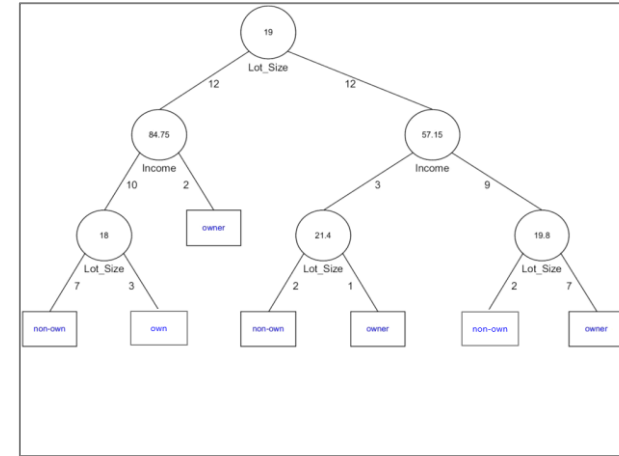 19
Lot_Size
12 12
84.75 57.15
Income Income
10 2 3 9
owner
18 21.4 19.8
Lot_Size Lot_Size Lot_Size
7 3 2 1 2 7
non-own own non-own owner non-own owner